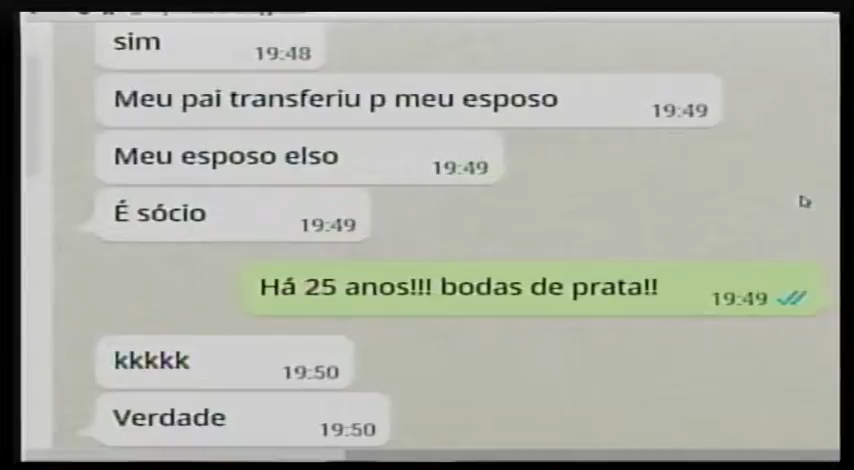 sim
19:48
Meu pai transferiu p meu esposo
19:49
Meu esposo elso
19:49
É sócio
19:49
Há 25 anos!!! bodas de prata!!
19:49
kkkkk
19:50
Verdade
19:50